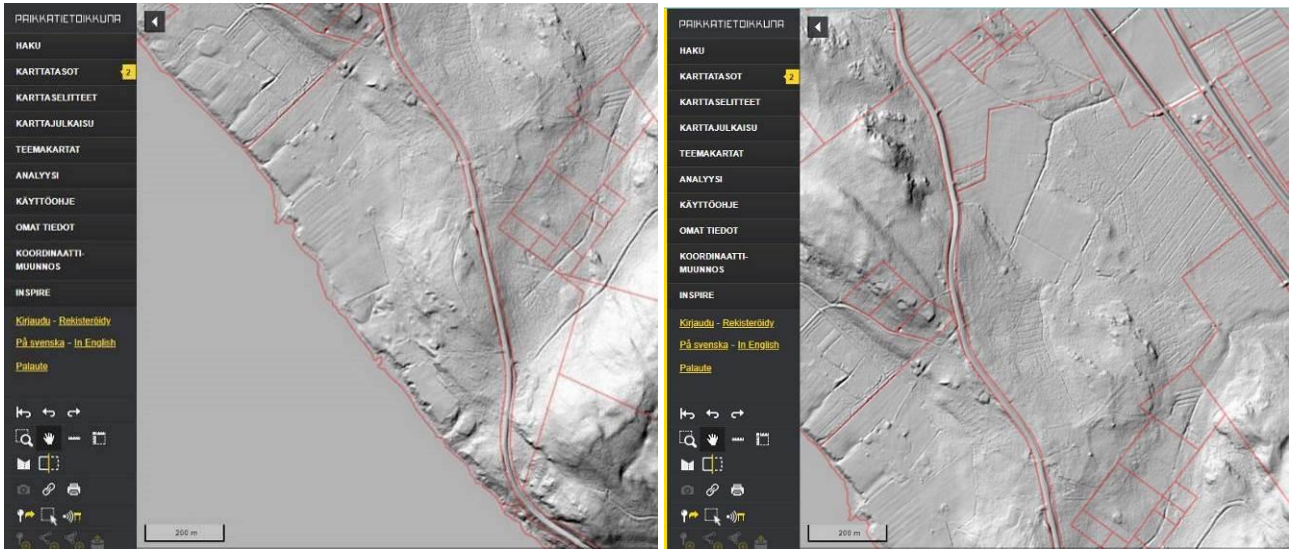 PAIKKATIETOIKKUNA
HAKU
KARTTATASOT 2
KARTTASELITTEET
KARTTAJULKAISU
TEEMAKARTAT
ANALYYSI
KÄYTTÖOHJE
OMAT TIEDOT
KOORDINAATTI-
MUUNNOS
INSPIRE
Kirjaudu - Rekisteröidy
På svenska - In English
Palaute
200 m
PAIKKATIETOIKKUNA
HAKU
KARTTATASOT 2
KARTTASELITTEET
KARTTAJULKAISU
TEEMAKARTAT
ANALYYSI
KÄYTTÖOHJE
OMAT TIEDOT
KOORDINAATTI-
MUUNNOS
INSPIRE
Kirjaudu - Rekisteröidy
På svenska - In English
Palaute
200 m